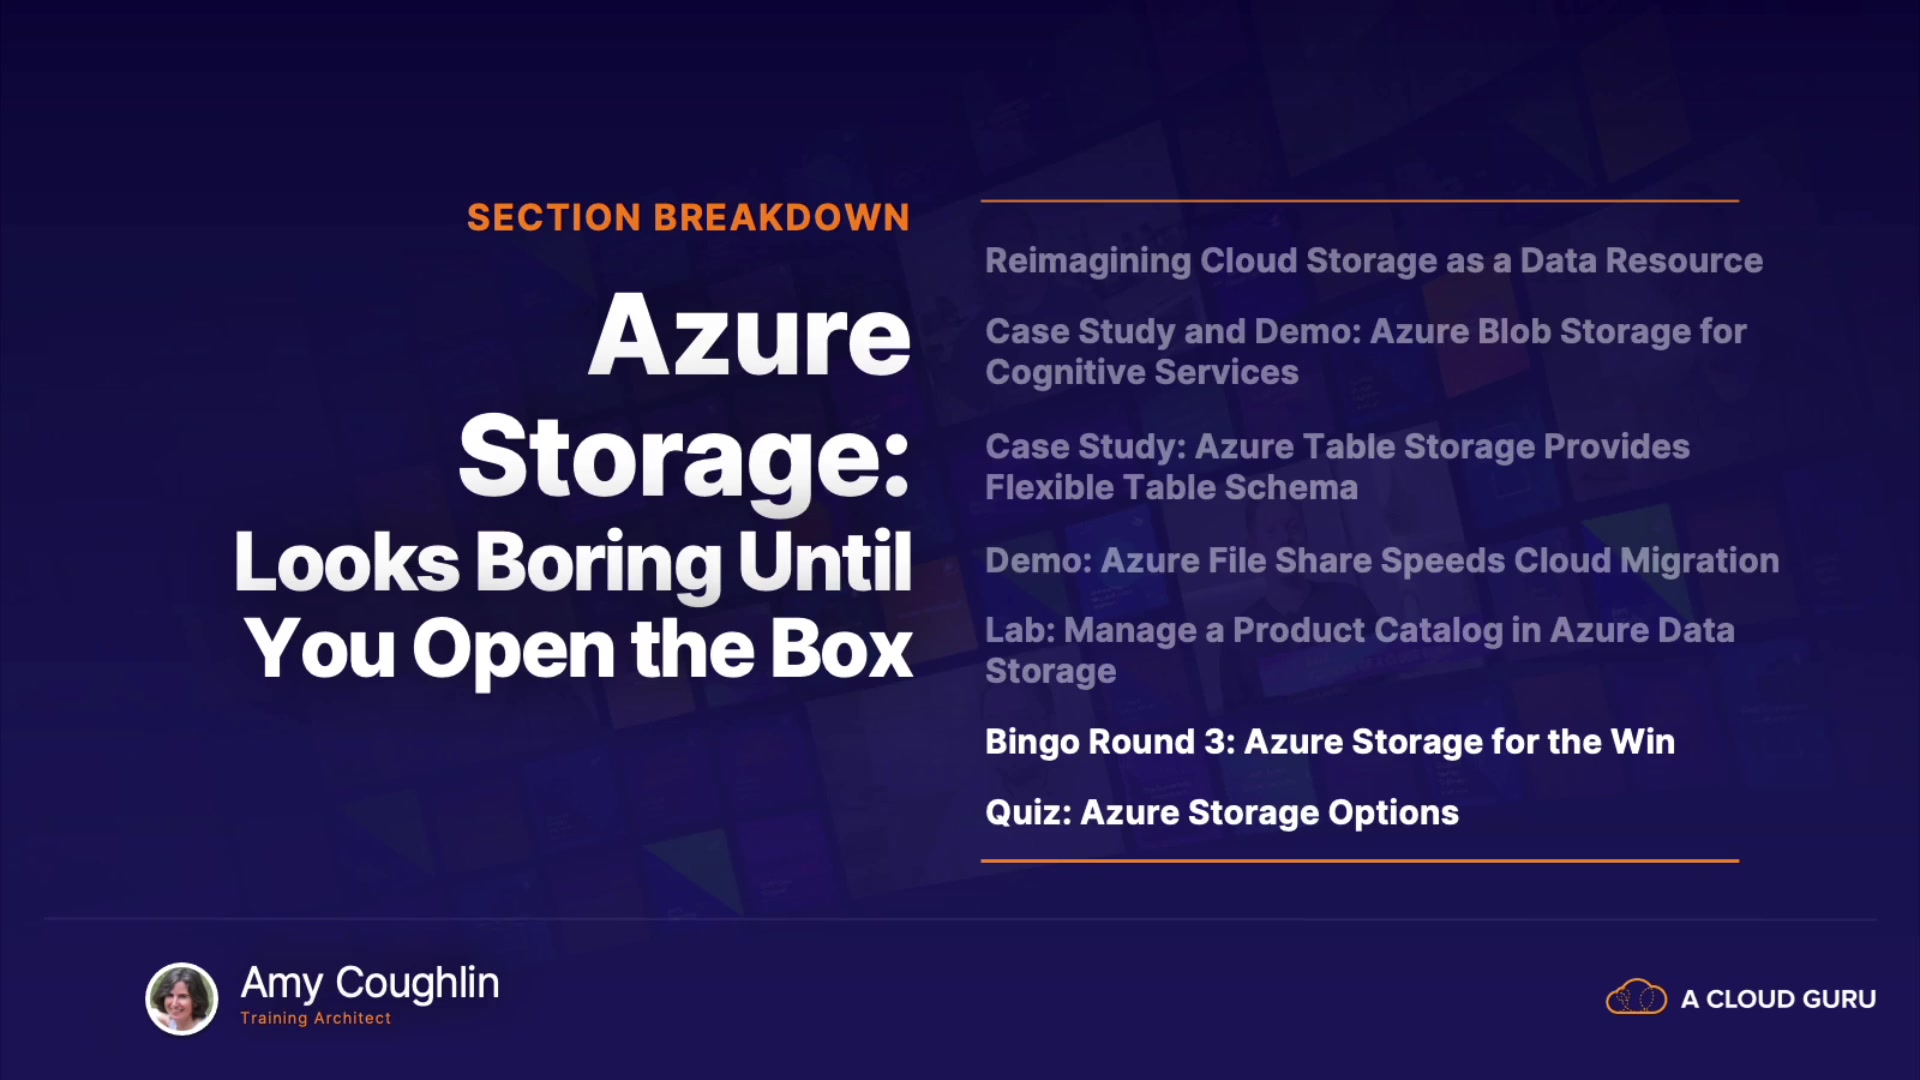 SECTION BREAKDOWN
Azure
Storage:
Looks Boring Until
You Open the Box
Reimagining Cloud Storage as a Data Resource
Case Study and Demo: Azure Blob Storage for
Cognitive Services
Case Study: Azure Table Storage Provides
Flexible Table Schema
Demo: Azure File Share Speeds Cloud Migration
Lab: Manage a Product Catalog in Azure Data
Storage
Bingo Round 3: Azure Storage for the Win
Quiz: Azure Storage Options
Amy Coughlin
Training Architect
A CLOUD GURU